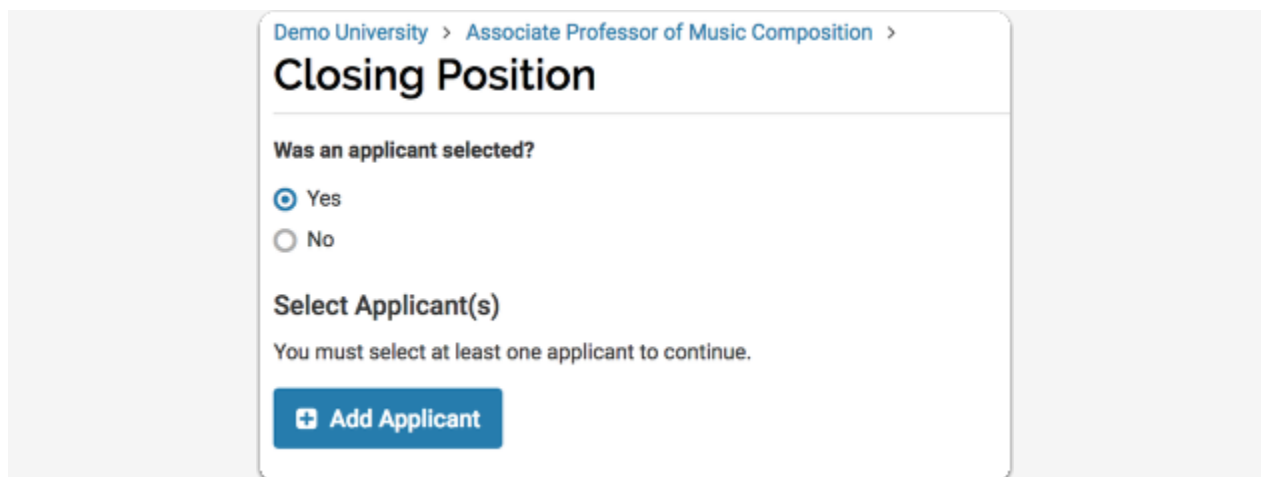 Demo University > Associate Professor of Music Composition >
Closing Position
Was an applicant selected?
Yes
No
Select Applicant(s)
You must select at least one applicant to continue.
Add Applicant